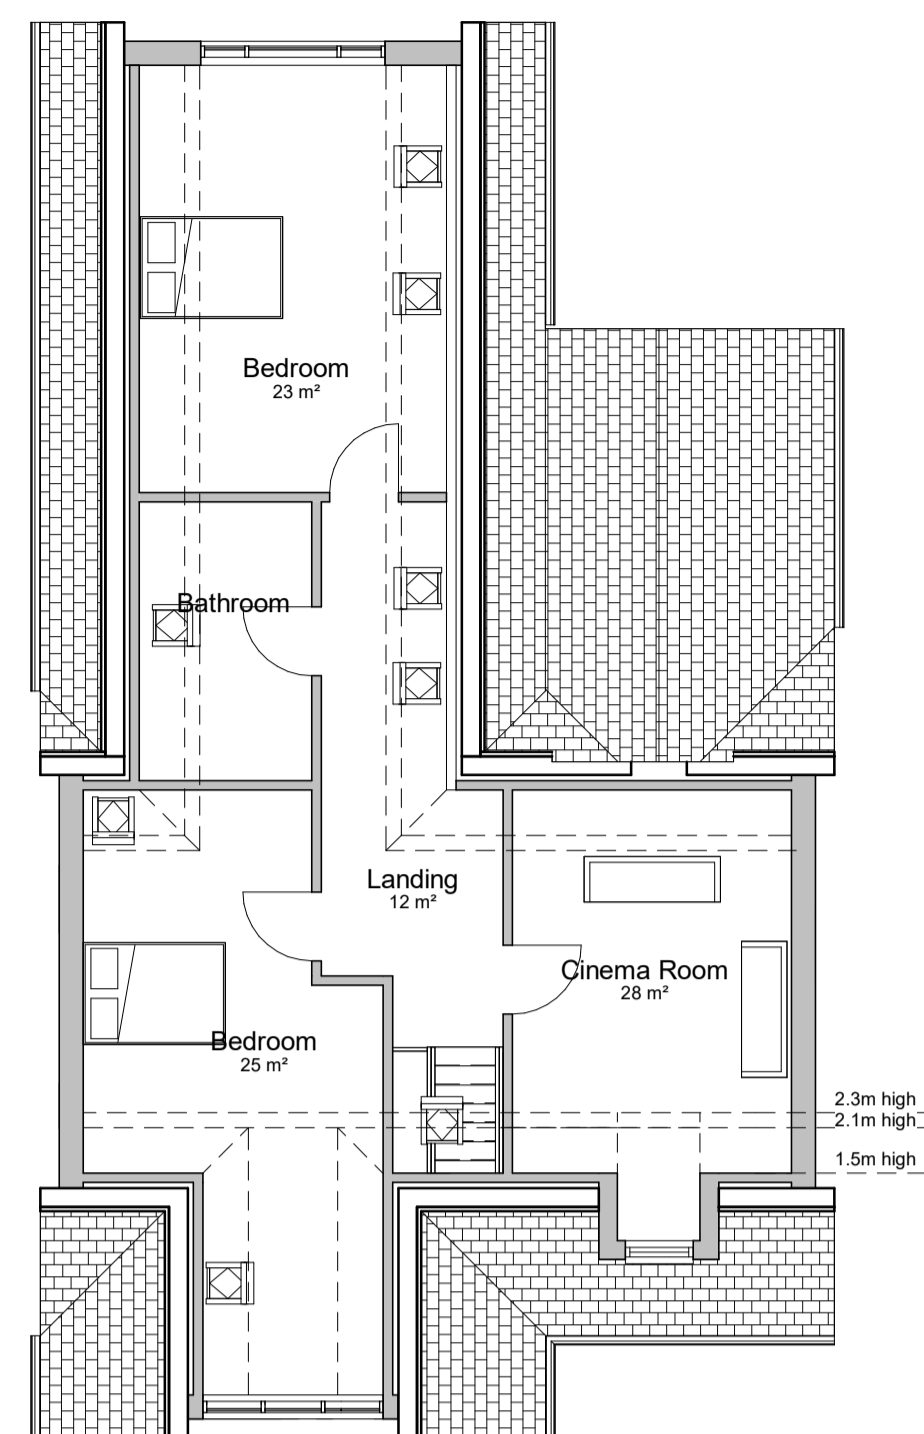 Bedroom
23 m²
Bathroom
Landing
12 m²
Cinema Room
28 m²
Bedroom
25 m²
2.3m high
2.1m high
1.5m high